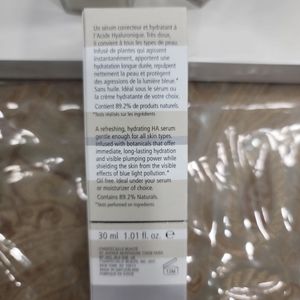 Un sérum correcteur et hydratant à
l'Acide Hyaluronique. Très doux,
il convient à tous les types de peau.
Infusé de plantes qui agissent
instantanément, apportent une
hydratation longue durée, repulpent
nettement la peau et protègent
des agressions de la lumière bleue.*
Sans huile. Idéal sous le sérum ou
la crème hydratante de votre choix.
Contient 89.2% de produits naturels.
*Tests réalisés sur les ingrédients
A refreshing, hydrating HA serum
gentle enough for all skin types,
infused with botanicals that offer
immediate, long-lasting hydration
and visible plumping power while
shielding the skin from the visible
effects of blue light pollution.*
Oil free. Ideal under your serum
or moisturizer of choice.
Contains 89.2% Naturals.
*Tests performed on ingredients
30 ml 1.01 fl. oz. ℮
12M